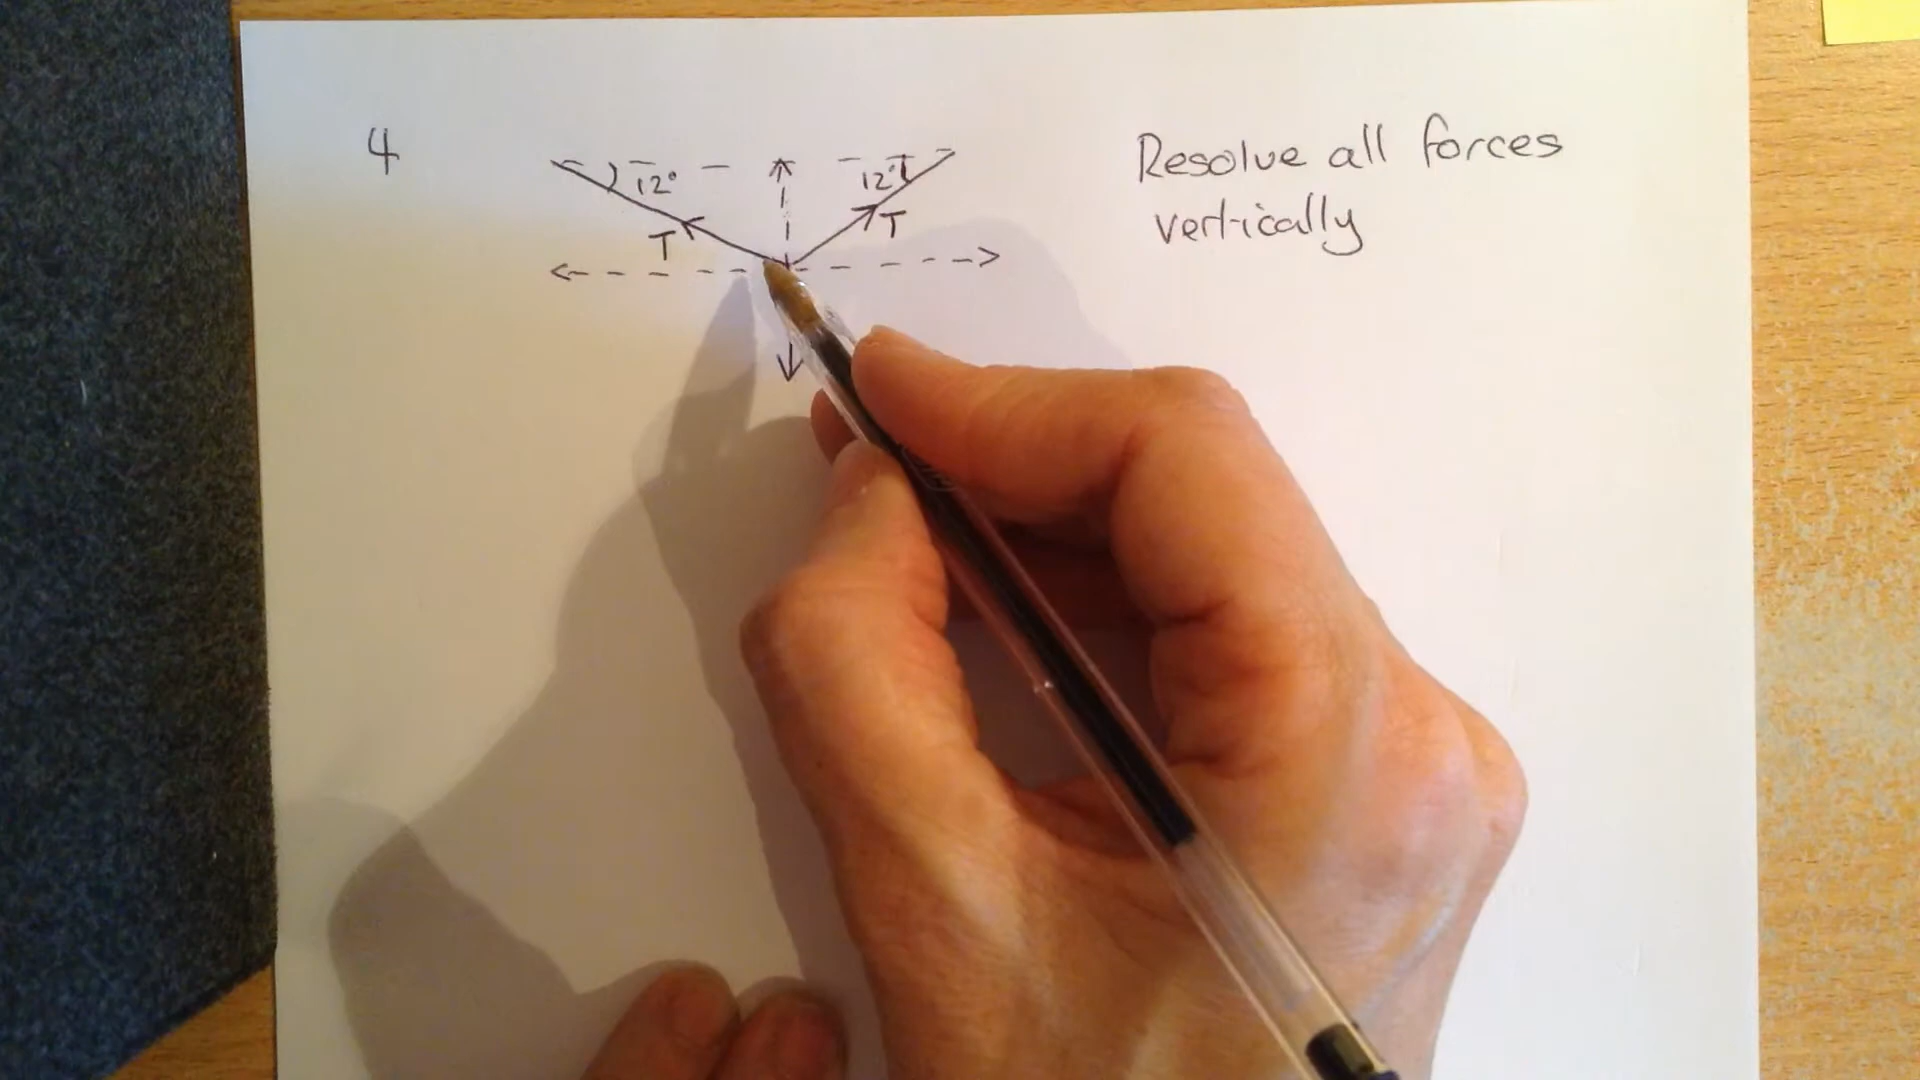 4
12° 12°
T T
Resolve all forces
vertically